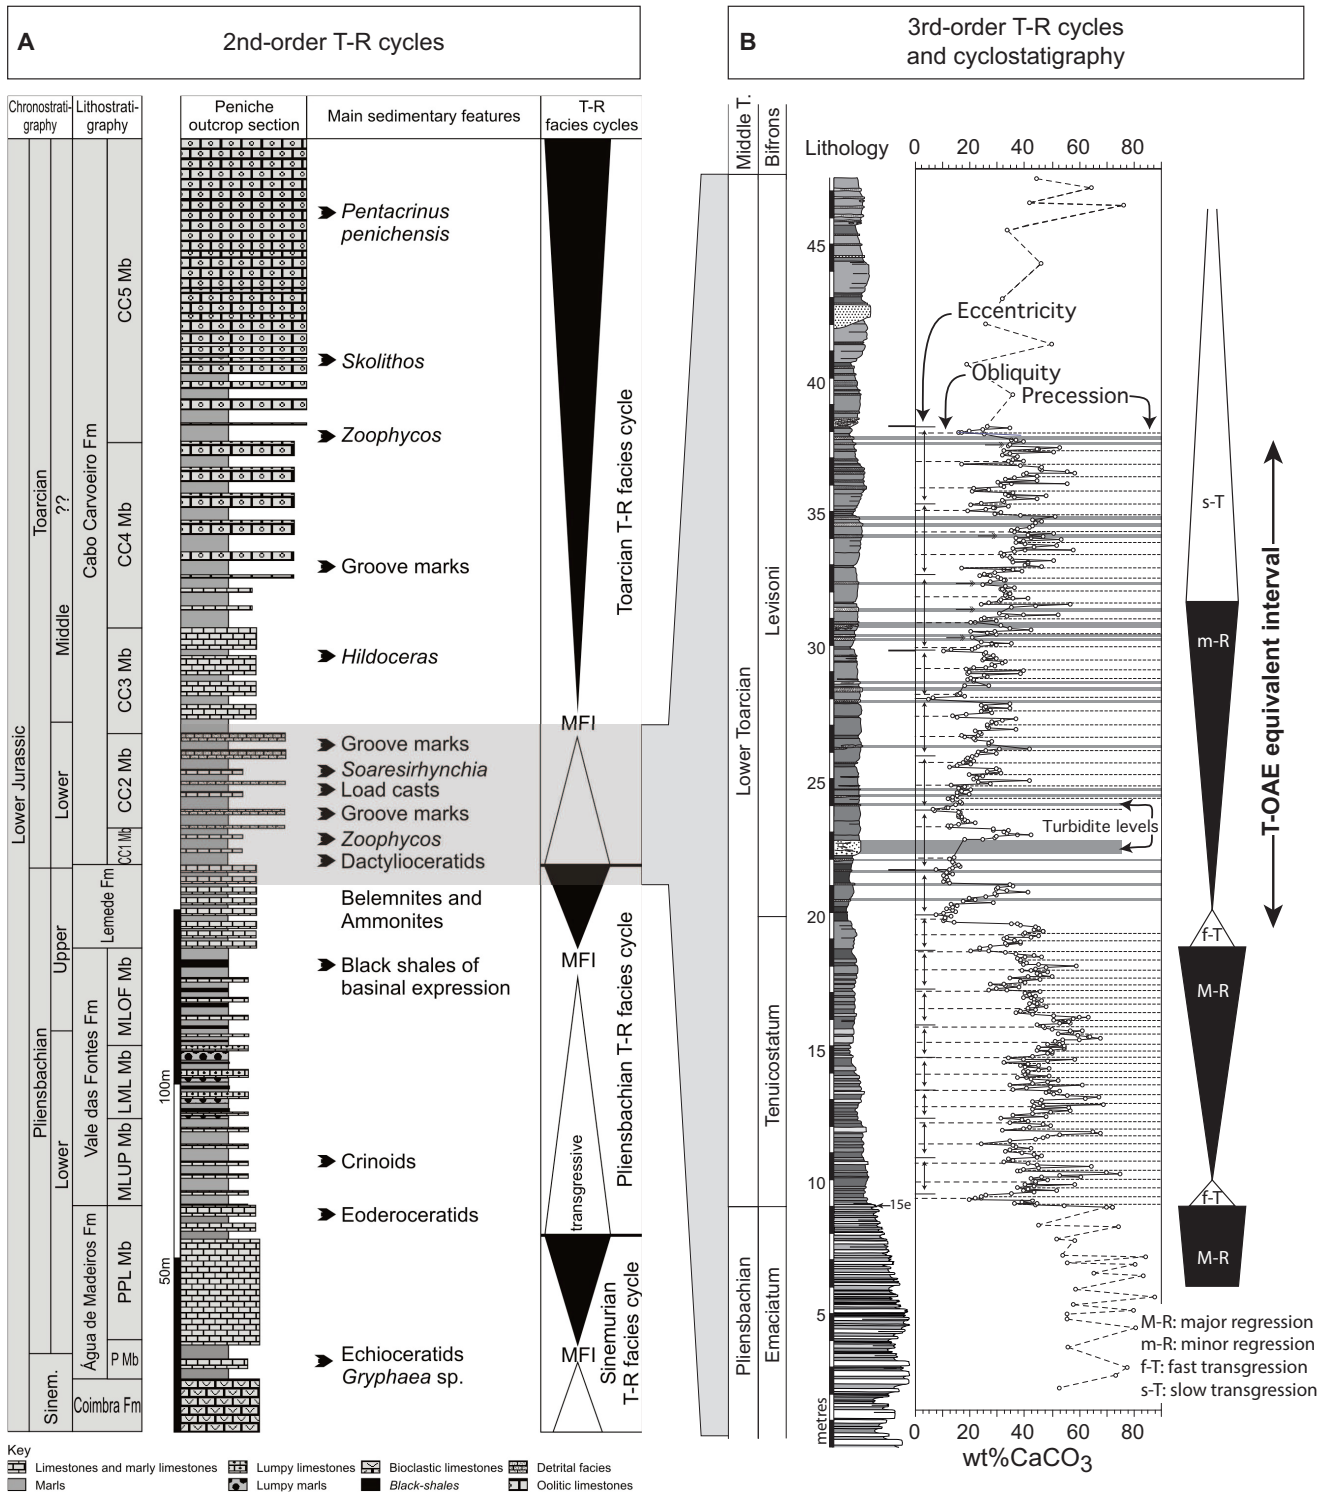 A
2nd-order T-R cycles
Chronostrati-
graphy
Lithostrati-
graphy
Peniche
outcrop section
Main sedimentary features
T-R
facies cycles
Lower Jurassic
Toarcian
??
Middle
Lower
Pliensbachian
Upper
Lower
Sinem.
Cabo Carvoeiro Fm
CC5 Mb
CC4 Mb
CC3 Mb
CC2 Mb
CC1 Mb
Lemede Fm
Vale das Fontes Fm
MLOF Mb
LML Mb
MLUP Mb
Água de Madeiros Fm
PPL Mb
P Mb
Coimbra Fm
100m
50m
Pentacrinus
penichensis
Skolithos
Zoophycos
Groove marks
Hildoceras
Groove marks
Soaresirhynchia
Load casts
Groove marks
Zoophycos
Dactylioceratids
Belemnites and
Ammonites
Black shales of
basinal expression
Crinoids
Eoderoceratids
Echioceratids
Gryphaea sp.
Toarcian T-R facies cycle
MFI
Pliensbachian T-R facies cycle
MFI
transgressive
Sinemurian
T-R facies cycle
MFI
Key
Limestones and marly limestones
Lumpy limestones
Bioclastic limestones
Detrital facies
Marls
Lumpy marls
Black-shales
Oolitic limestones
B
3rd-order T-R cycles
and cyclostatigraphy
Middle T.
Bifrons
Lithology
0 20 40 60 80
Lower Toarcian
Levisoni
Tenuicostatum
Pliensbachian
Emaciatum
45
40
35
30
25
20
15
10
5
metres
Eccentricity
Obliquity
Precession
Turbidite levels
15e
s-T
m-R
f-T
M-R
f-T
M-R
T-OAE equivalent interval
M-R: major regression
m-R: minor regression
f-T: fast transgression
s-T: slow transgression
0 20 40 60 80
wt%CaCO3